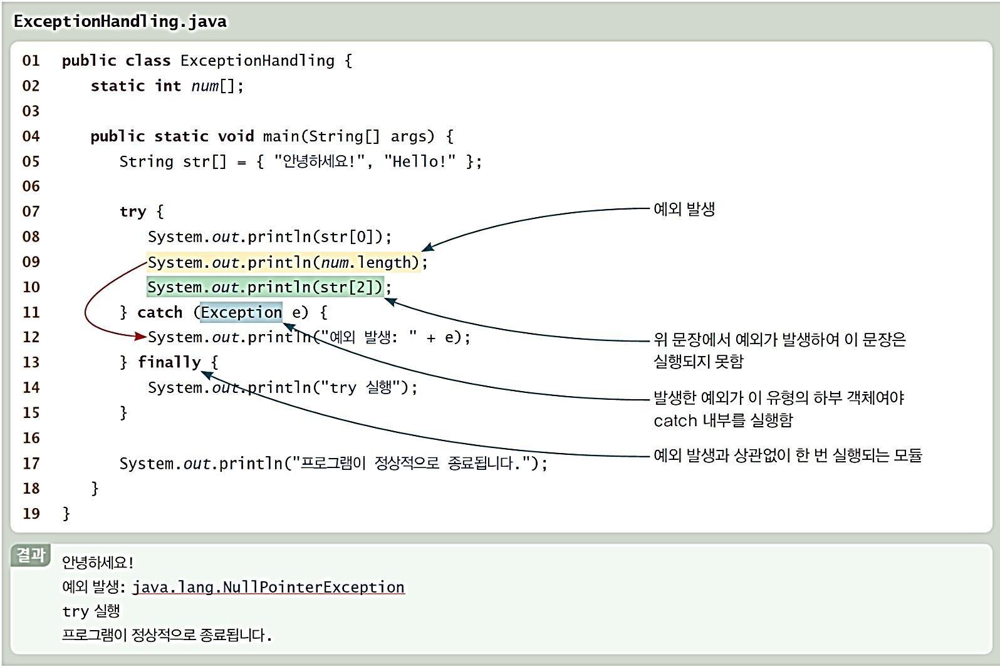 ExceptionHandling.java
01 public class ExceptionHandling {
02 static int num[];
03
04 public static void main(String[] args) {
05 String str[] = { "안녕하세요!", "Hello!" };
06
07 try {
예외 발생
08 System.out.println(str[0]);
09 System.out.println(num.length);
10 System.out.println(str[2]);
11 } catch (Exception e) {
12 System.out.println("예외 발생: " + e);
위 문장에서 예외가 발생하여 이 문장은
실행되지 못함
13 } finally {
14 System.out.println("try 실행");
발생한 예외가 이 유형의 하부 객체여야
catch 내부를 실행함
15 }
16
예외 발생과 상관없이 한 번 실행되는 모듈
17 System.out.println("프로그램이 정상적으로 종료됩니다.");
18 }
19 }
결과
안녕하세요!
예외 발생: java.lang.NullPointerException
try 실행
프로그램이 정상적으로 종료됩니다.